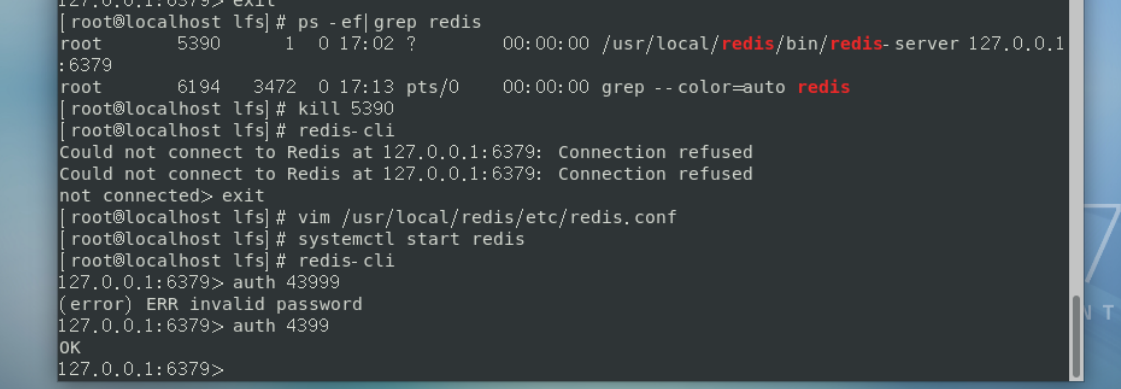 127.0.0.1:6379> exit
[root@localhost lfs]# ps -ef|grep redis
root 5390 1 0 17:02 ? 00:00:00 /usr/local/redis/bin/redis-server 127.0.0.1
:6379
root 6194 3472 0 17:13 pts/0 00:00:00 grep --color=auto redis
[root@localhost lfs]# kill 5390
[root@localhost lfs]# redis-cli
Could not connect to Redis at 127.0.0.1:6379: Connection refused
Could not connect to Redis at 127.0.0.1:6379: Connection refused
not connected> exit
[root@localhost lfs]# vim /usr/local/redis/etc/redis.conf
[root@localhost lfs]# systemctl start redis
[root@localhost lfs]# redis-cli
127.0.0.1:6379> auth 43999
(error) ERR invalid password
127.0.0.1:6379> auth 4399
OK
127.0.0.1:6379>
7
NT